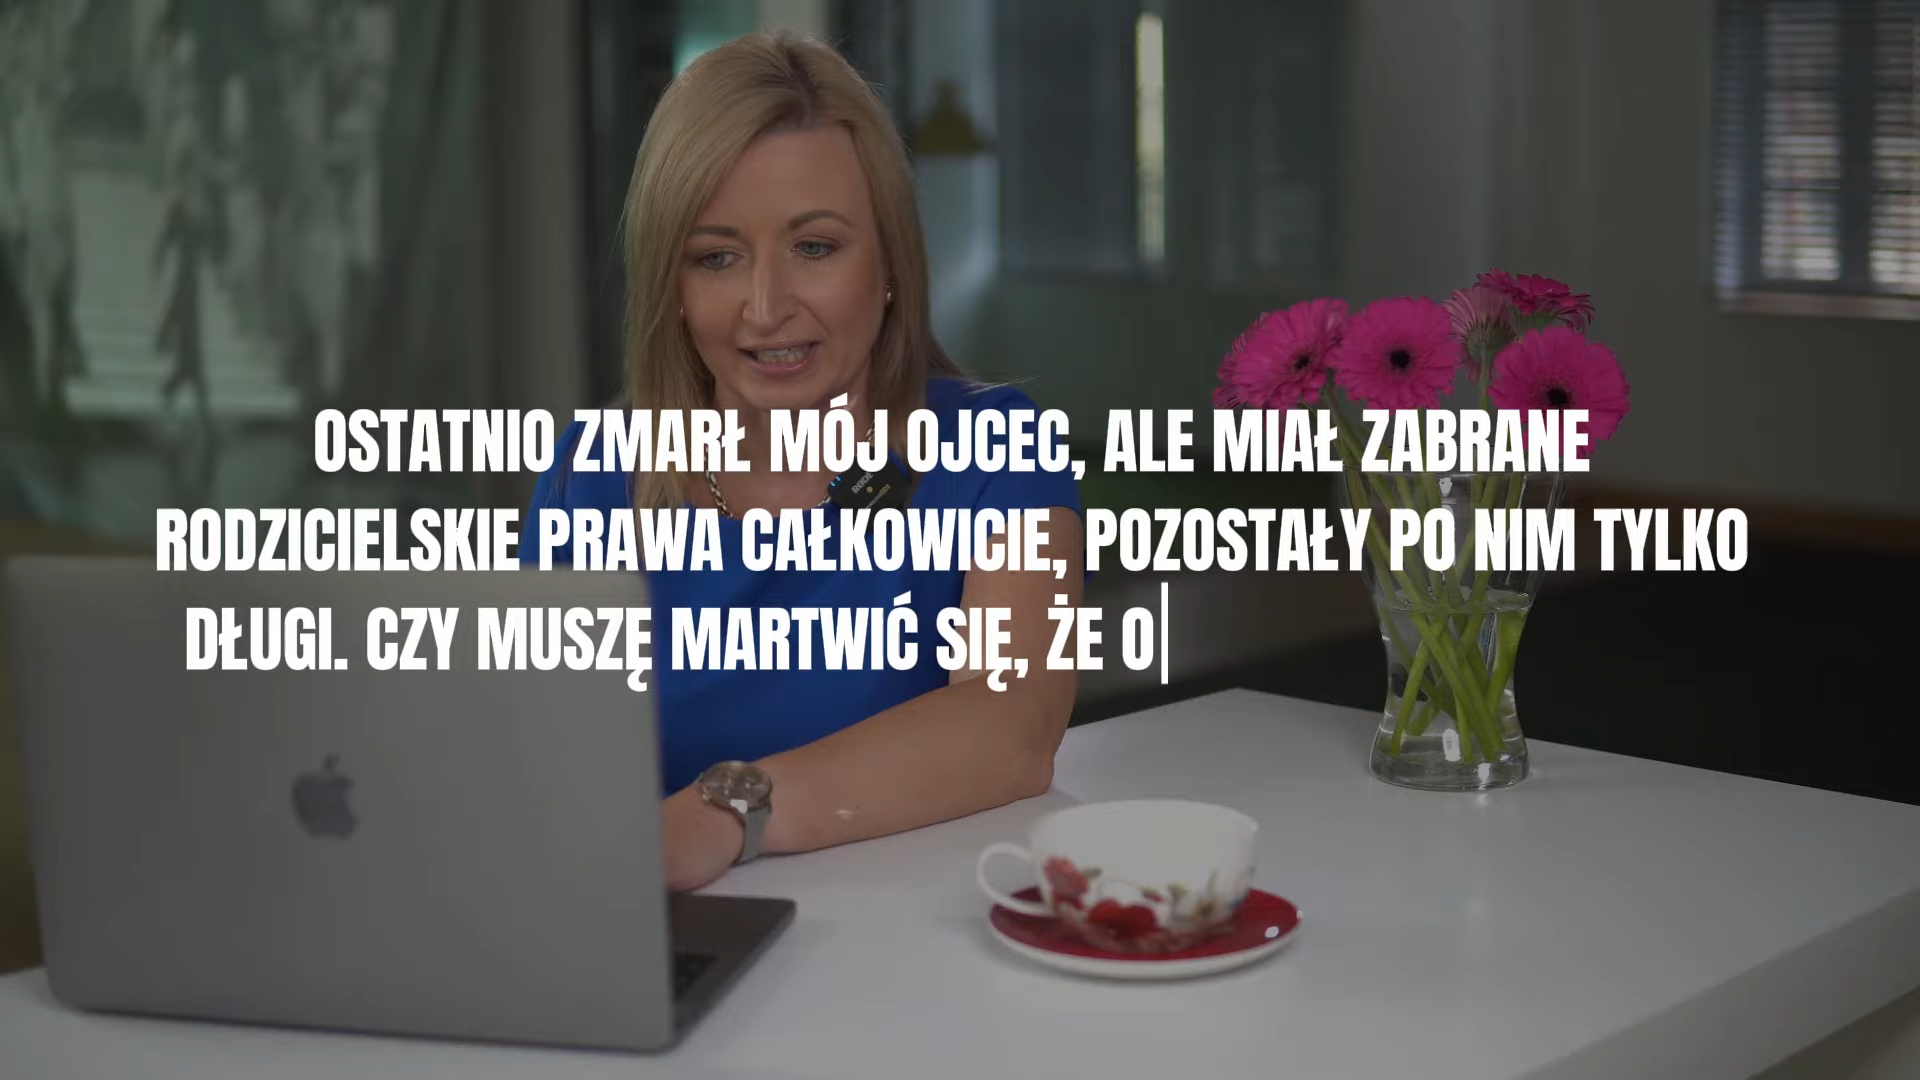 OSTATNIO ZMARŁ MÓJ OJCEC, ALE MIAŁ ZABRANE
RODZICIELSKIE PRAWA CAŁKOWICIE, POZOSTAŁY PO NIM TYLKO
DŁUGI. CZY MUSZĘ MARTWIĆ SIĘ, ŻE O